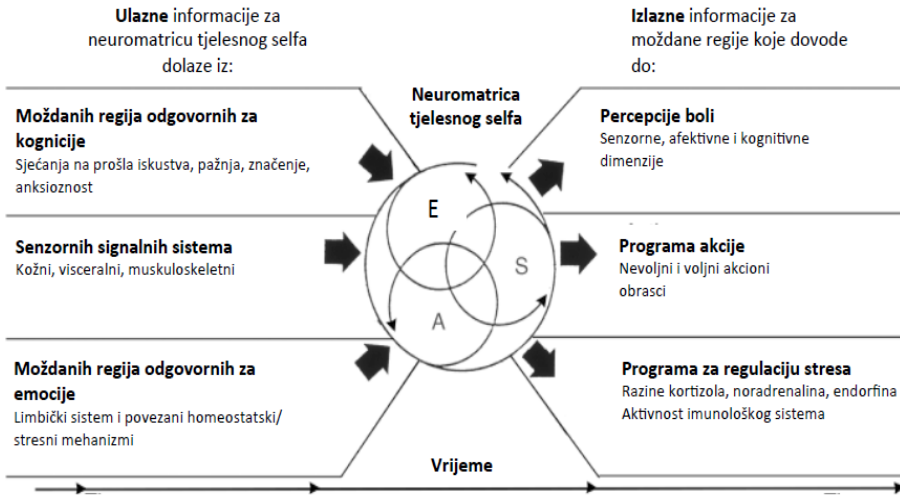 Ulazne informacije za
neuromatricu tjelesnog selfa
dolaze iz:
Izlazne informacije za
moždane regije koje dovode
do:
Neuromatrica
tjelesnog selfa
Moždanih regija odgovornih za
kognicije
Sjećanja na prošla iskustva, pažnja, značenje,
anksioznost
Senzornih signalnih sistema
Kožni, visceralni, muskuloskeletni
Moždanih regija odgovornih za
emocije
Limbički sistem i povezani homeostatski/
stresni mehanizmi
E
S
A
Percepcije boli
Senzorne, afektivne i kognitivne
dimenzije
Programa akcije
Nevoljni i voljni akcioni
obrasci
Programa za regulaciju stresa
Razine kortizola, noradrenalina, endorfina
Aktivnost imunološkog sistema
Vrijeme